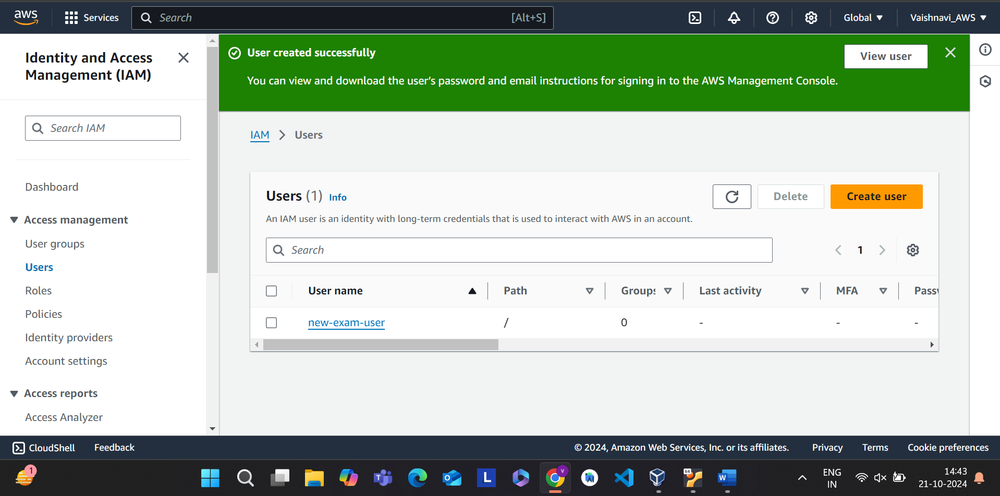 aws
Services
Search
[Alt+S]
Global
Vaishnavi_AWS
Identity and Access
Management (IAM)
Search IAM
Dashboard
Access management
User groups
Users
Roles
Policies
Identity providers
Account settings
Access reports
Access Analyzer
User created successfully
View user
You can view and download the user's password and email instructions for signing in to the AWS Management Console.
IAM
Users
Users (1) Info
Delete
Create user
An IAM user is an identity with long-term credentials that is used to interact with AWS in an account.
Search
1
User name
Path
Groups
Last activity
MFA
Passw
new-exam-user
/
0
-
-
-
CloudShell
Feedback
© 2024, Amazon Web Services, Inc. or its affiliates.
Privacy
Terms
Cookie preferences
1
L
V
64
W
ENG
IN
14:43
21-10-2024